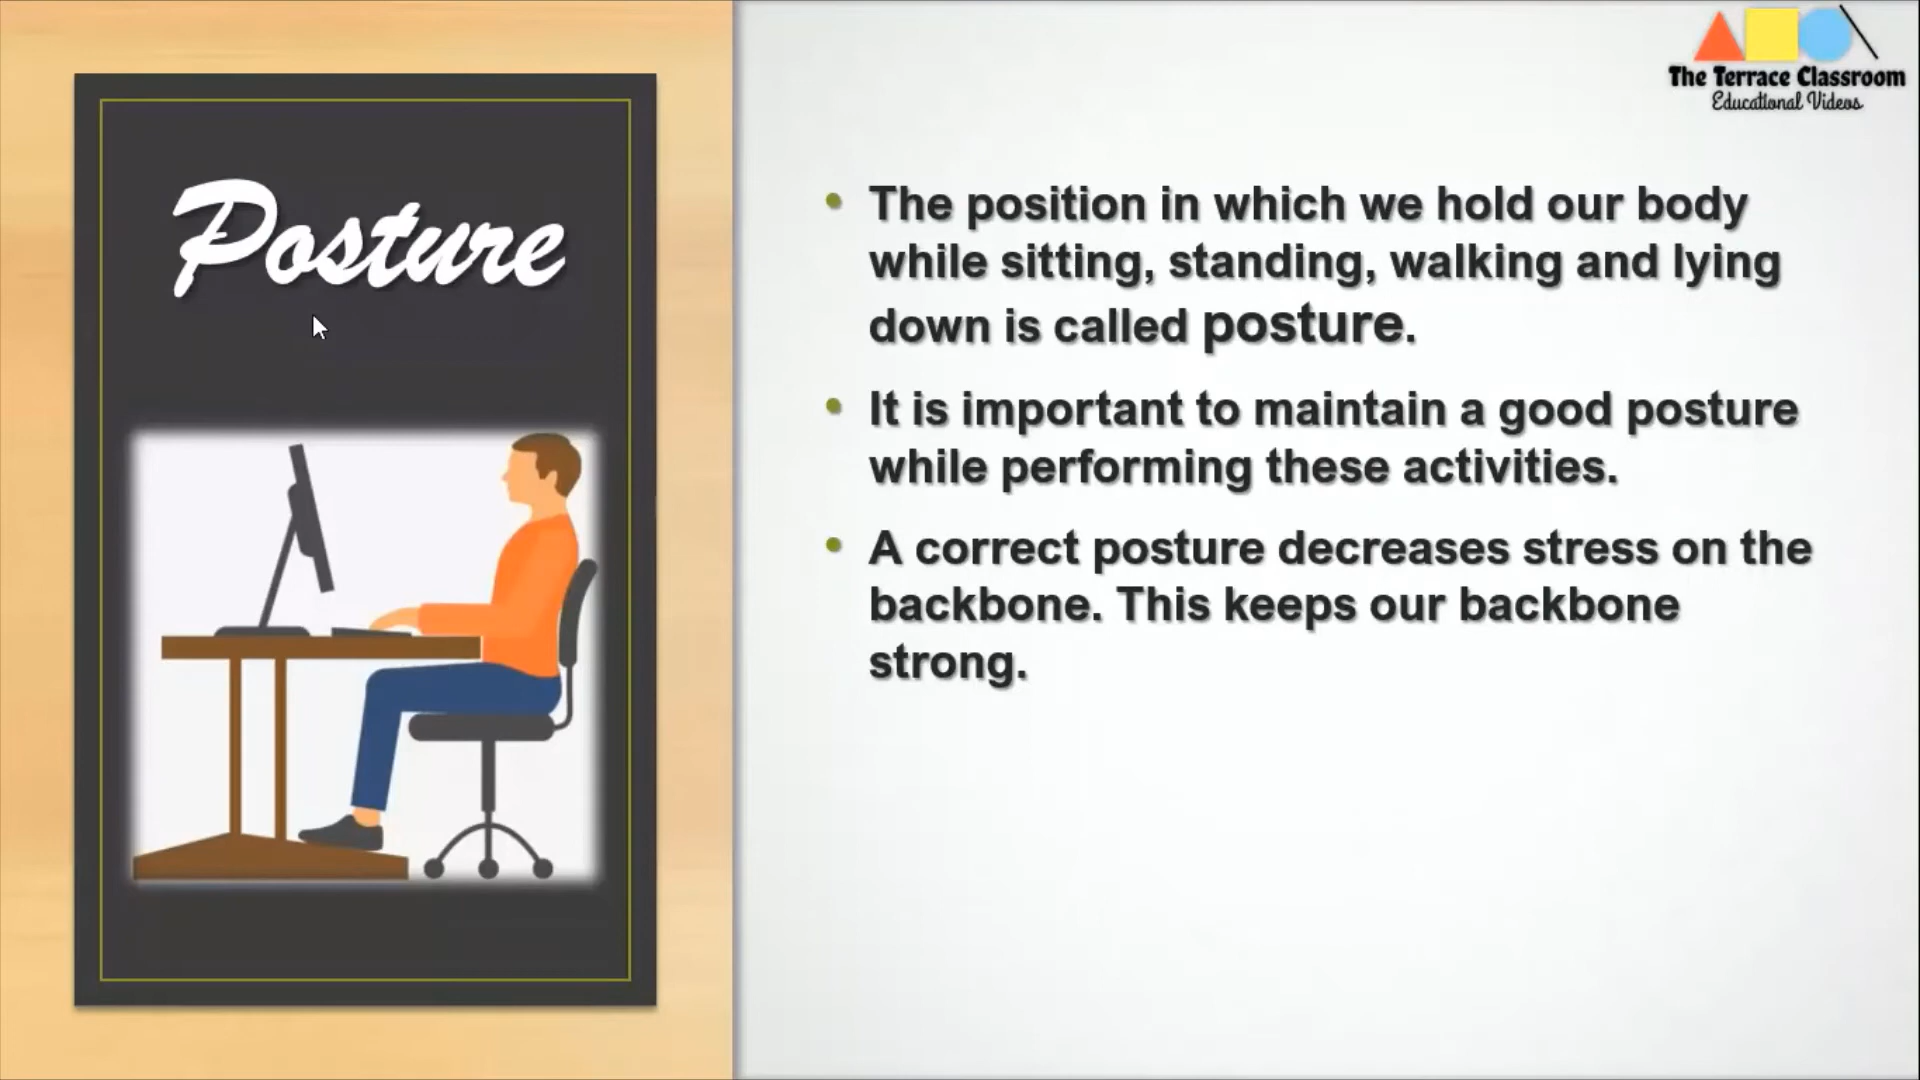 Posture
The Terrace Classroom
Educational Videos
• The position in which we hold our body
while sitting, standing, walking and lying
down is called posture.
• It is important to maintain a good posture
while performing these activities.
• A correct posture decreases stress on the
backbone. This keeps our backbone
strong.